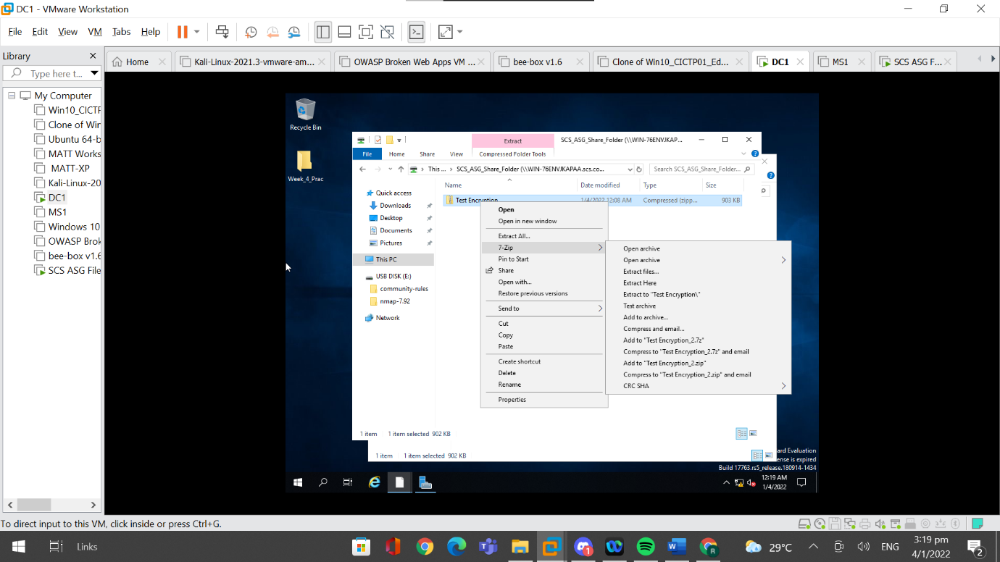 DC1 - VMware Workstation
File Edit View VM Tabs Help
Library
Type here t...
My Computer
Win10_CICTF
Clone of Wir
Ubuntu 64-b
MATT Works
MATT-XP
Kali-Linux-20
DC1
MS1
Windows 10
OWASP Brok
bee-box v1.6
SCS ASG File
Home
Kali-Linux-2021.3-vmware-am...
OWASP Broken Web Apps VM ...
bee-box v1.6
Clone of Win10_CICTP01_Ed...
DC1
MS1
SCS ASG F...
Recycle Bin
Week_4_Prac
Extract
SCS_ASG_Share_Folder (\\WIN-76ENVJKAP...
File Home Share View Compressed Folder Tools
This ... SCS_ASG_Share_Folder (\\WIN-76ENVJKAPAA.scs.co...
Search SCS_ASG_Share_Folder...
Name Date modified Type Size
Test Encryption 1/4/2022 12:08 AM Compressed (zipp... 903 KB
Quick access
Downloads
Desktop
Documents
Pictures
This PC
USB DISK (E:)
community-rules
nmap-7.92
Network
Open
Open in new window
Extract All...
7-Zip
Pin to Start
Share
Open with...
Restore previous versions
Send to
Cut
Copy
Paste
Create shortcut
Delete
Rename
Properties
Open archive
Open archive
Extract files...
Extract Here
Extract to "Test Encryption\"
Test archive
Add to archive...
Compress and email...
Add to "Test Encryption_2.7z"
Compress to "Test Encryption_2.7z" and email
Add to "Test Encryption_2.zip"
Compress to "Test Encryption_2.zip" and email
CRC SHA
1 item 1 item selected 902 KB
1 item 1 item selected 902 KB
ard Evaluation
ense is expired
Build 17763.rs5_release.180914-1434
12:19 AM
1/4/2022
To direct input to this VM, click inside or press Ctrl+G.
Links
1
29°C
ENG
3:19 pm
4/1/2022
2